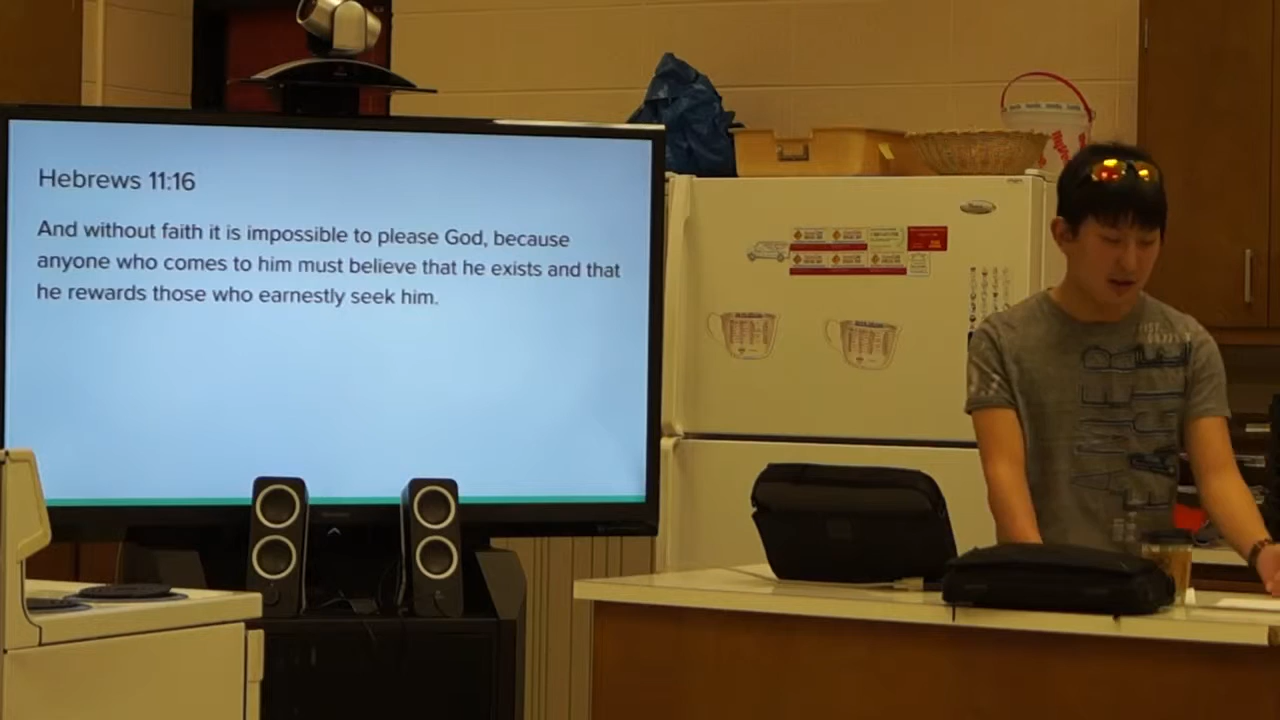 Hebrews 11:16
And without faith it is impossible to please God, because
anyone who comes to him must believe that he exists and that
he rewards those who earnestly seek him.